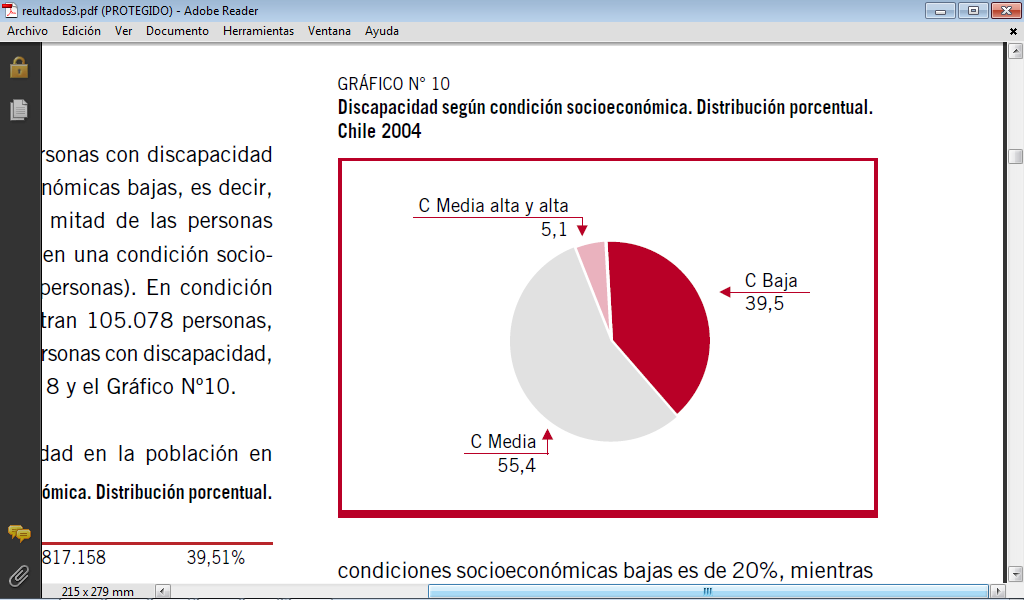 reultados3.pdf (PROTEGIDO) - Adobe Reader
Archivo Edición Ver Documento Herramientas Ventana Ayuda
rsonas con discapacidad
nómicas bajas, es decir,
mitad de las personas
en una condición socio-
personas). En condición
tran 105.078 personas,
rsonas con discapacidad,
8 y el Gráfico Nº10.
dad en la población en
ómica. Distribución porcentual.
817.158 39,51%
GRÁFICO N° 10
Discapacidad según condición socioeconómica. Distribución porcentual.
Chile 2004
C Media alta y alta
5,1
C Baja
39,5
C Media
55,4
condiciones socioeconómicas bajas es de 20%, mientras
215 x 279 mm